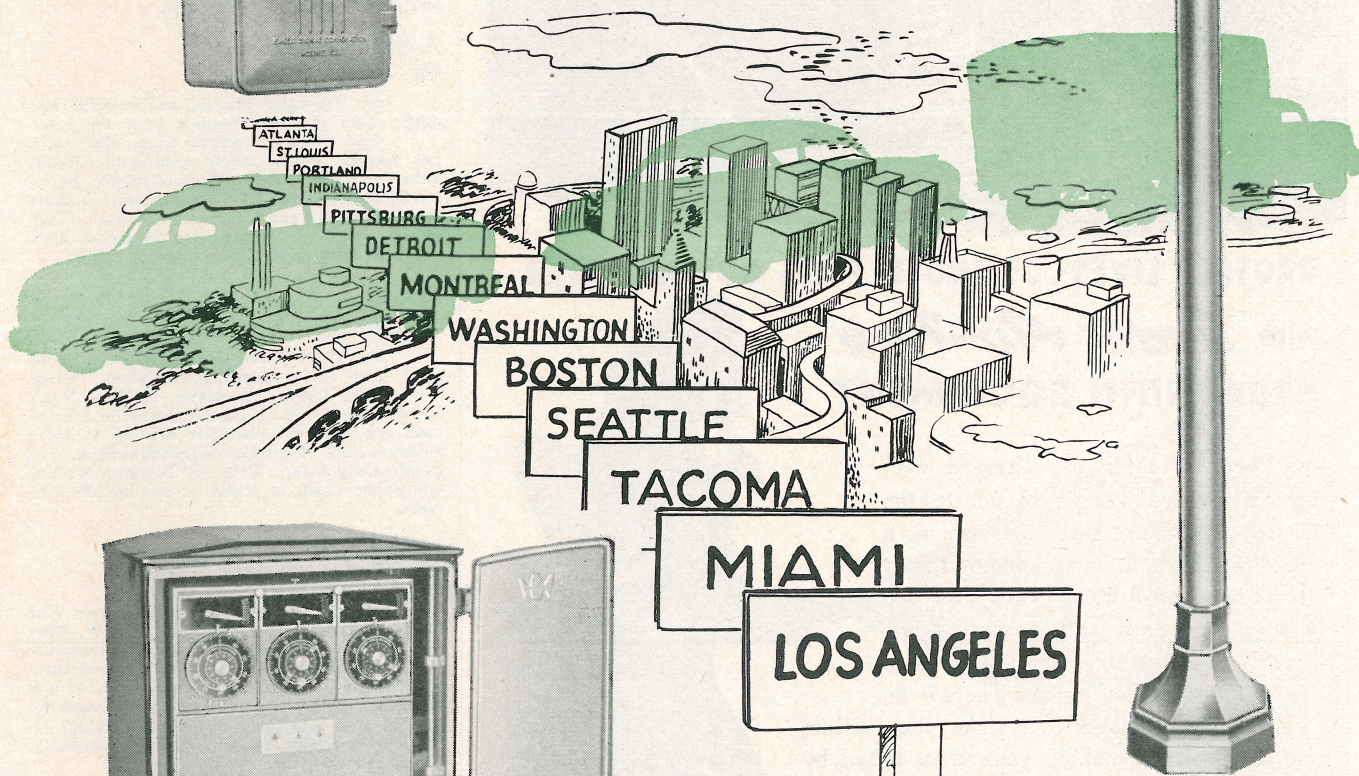 ATLANTA
ST. LOUIS
PORTLAND
INDIANAPOLIS
PITTSBURG
DETROIT
MONTREAL
WASHINGTON
BOSTON
SEATTLE
TACOMA
MIAMI
LOS ANGELES